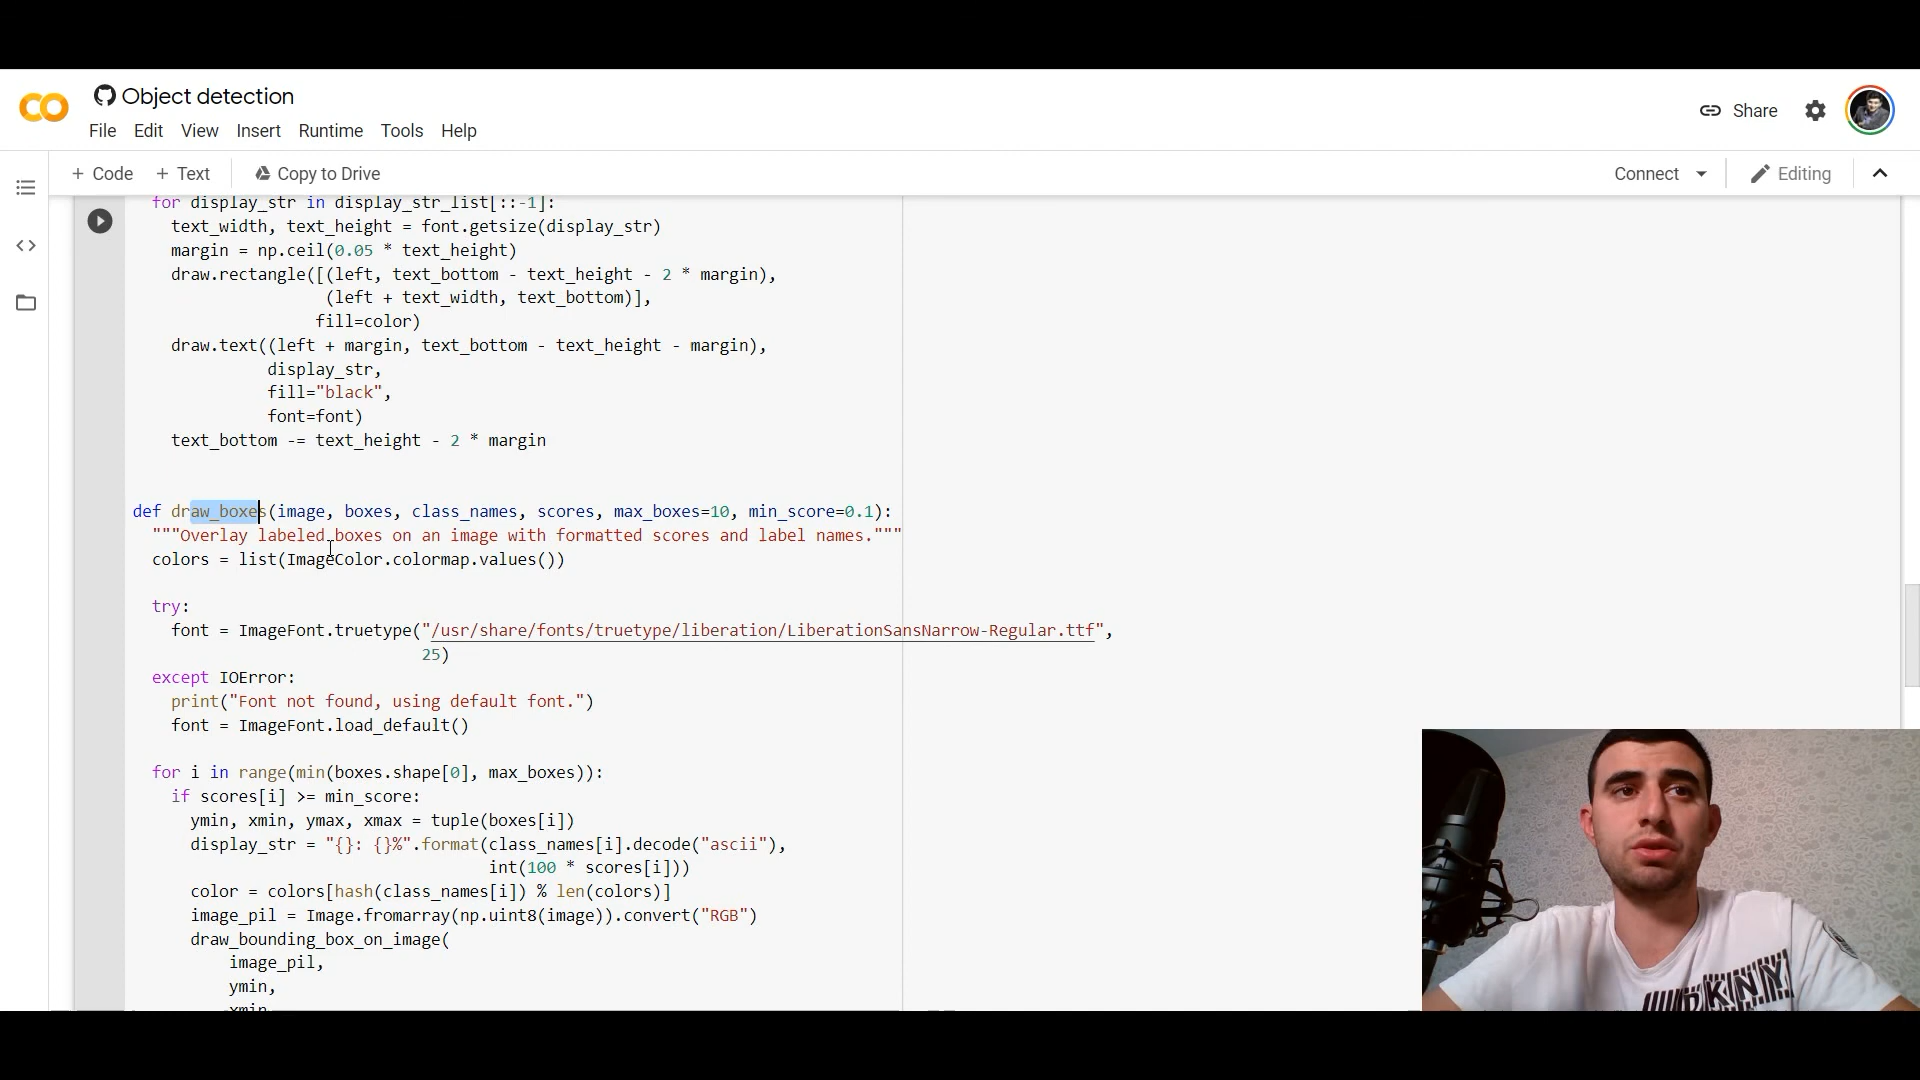 Object detection
File Edit View Insert Runtime Tools Help
Share
+ Code + Text Copy to Drive
Connect Editing
for display_str in display_str_list[::-1]:
text_width, text_height = font.getsize(display_str)
margin = np.ceil(0.05 * text_height)
draw.rectangle([(left, text_bottom - text_height - 2 * margin),
(left + text_width, text_bottom)],
fill=color)
draw.text((left + margin, text_bottom - text_height - margin),
display_str,
fill="black",
font=font)
text_bottom -= text_height - 2 * margin
def draw_boxes(image, boxes, class_names, scores, max_boxes=10, min_score=0.1):
"""Overlay labeled boxes on an image with formatted scores and label names."""
colors = list(ImageColor.colormap.values())
try:
font = ImageFont.truetype("/usr/share/fonts/truetype/liberation/LiberationSansNarrow-Regular.ttf",
25)
except IOError:
print("Font not found, using default font.")
font = ImageFont.load_default()
for i in range(min(boxes.shape[0], max_boxes)):
if scores[i] >= min_score:
ymin, xmin, ymax, xmax = tuple(boxes[i])
display_str = "{}: {}%".format(class_names[i].decode("ascii"),
int(100 * scores[i]))
color = colors[hash(class_names[i]) % len(colors)]
image_pil = Image.fromarray(np.uint8(image)).convert("RGB")
draw_bounding_box_on_image(
image_pil,
ymin,
xmin
DKNY